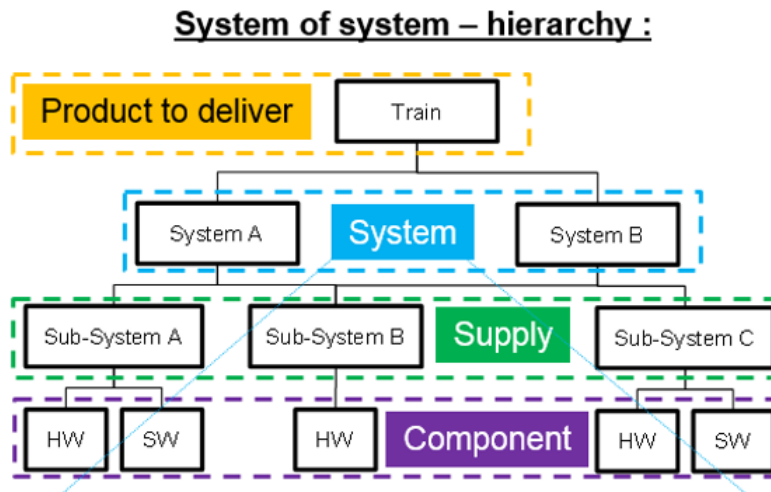 System of system – hierarchy :
Product to deliver
Train
System A
System
System B
Sub-System A
Sub-System B
Supply
Sub-System C
HW
SW
HW
Component
HW
SW